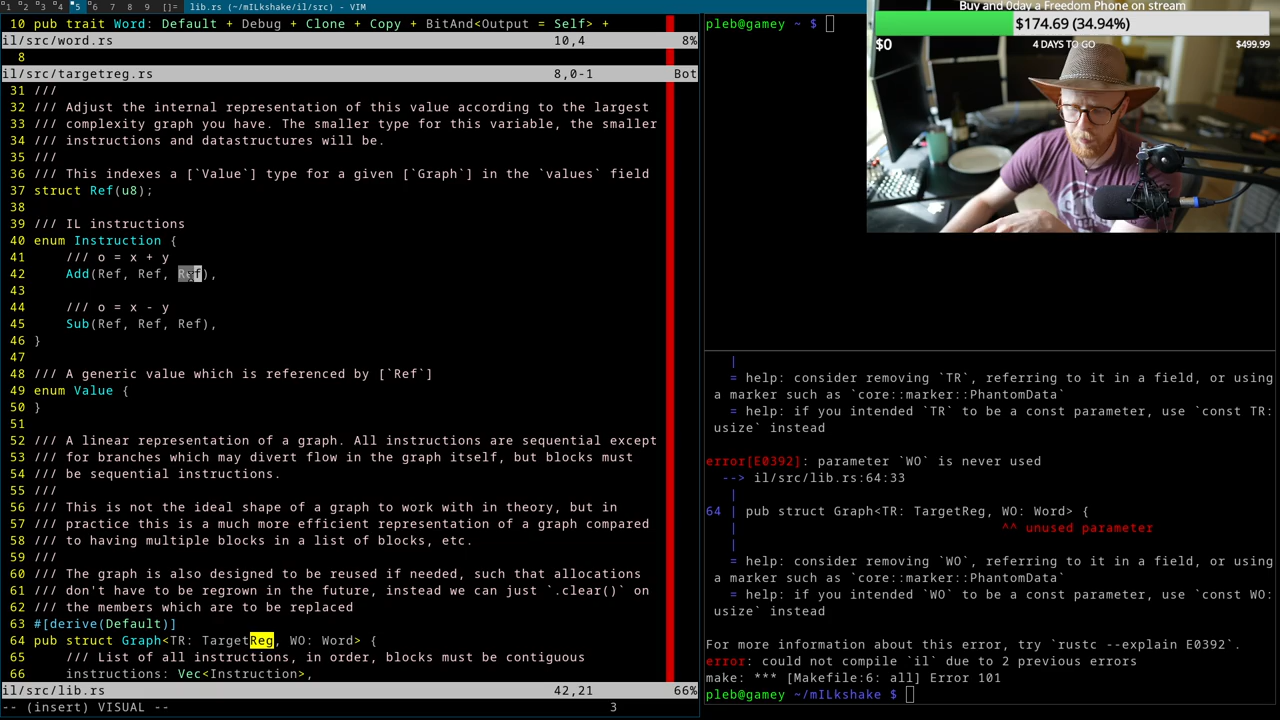 1 2 3 4 5 6 7 8 9 []= lib.rs (~/mILkshake/il/src) - VIM
10 pub trait Word: Default + Debug + Clone + Copy + BitAnd<Output = Self> +
il/src/word.rs 10,4 8%
8
il/src/targetreg.rs 8,0-1 Bot
31 ///
32 /// Adjust the internal representation of this value according to the largest
33 /// complexity graph you have. The smaller type for this variable, the smaller
34 /// instructions and datastructures will be.
35 ///
36 /// This indexes a [`Value`] type for a given [`Graph`] in the `values` field
37 struct Ref(u8);
38
39 /// IL instructions
40 enum Instruction {
41 /// o = x + y
42 Add(Ref, Ref, Ref),
43
44 /// o = x - y
45 Sub(Ref, Ref, Ref),
46 }
47
48 /// A generic value which is referenced by [`Ref`]
49 enum Value {
50 }
51
52 /// A linear representation of a graph. All instructions are sequential except
53 /// for branches which may divert flow in the graph itself, but blocks must
54 /// be sequential instructions.
55 ///
56 /// This is not the ideal shape of a graph to work with in theory, but in
57 /// practice this is a much more efficient representation of a graph compared
58 /// to having multiple blocks in a list of blocks, etc.
59 ///
60 /// The graph is also designed to be reused if needed, such that allocations
61 /// don't have to be regrown in the future, instead we can just `.clear()` on
62 /// the members which are to be replaced
63 #[derive(Default)]
64 pub struct Graph<TR: TargetReg, WO: Word> {
65 /// List of all instructions, in order, blocks must be contiguous
66 instructions: Vec<Instruction>,
il/src/lib.rs 42,21 66%
-- (insert) VISUAL -- 3
pleb@gamey ~ $
Buy and 0day a Freedom Phone on stream
$174.69 (34.94%)
$0 4 DAYS TO GO $499.99
|
= help: consider removing `TR`, referring to it in a field, or using
a marker such as `core::marker::PhantomData`
= help: if you intended `TR` to be a const parameter, use `const TR:
usize` instead
error[E0392]: parameter `WO` is never used
--> il/src/lib.rs:64:33
|
64 | pub struct Graph<TR: TargetReg, WO: Word> {
| ^^ unused parameter
|
= help: consider removing `WO`, referring to it in a field, or using
a marker such as `core::marker::PhantomData`
= help: if you intended `WO` to be a const parameter, use `const WO:
usize` instead
For more information about this error, try `rustc --explain E0392`.
error: could not compile `il` due to 2 previous errors
make: *** [Makefile:6: all] Error 101
pleb@gamey ~/mILkshake $